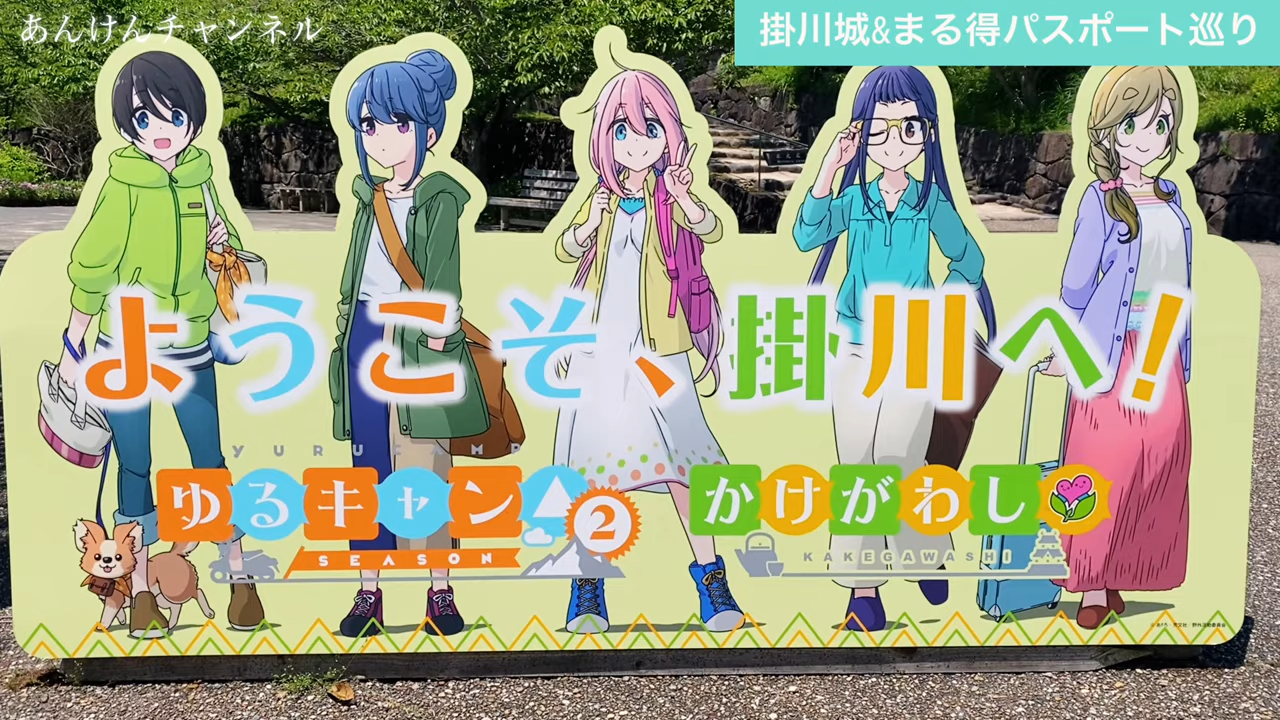 あんけんチャンネル
掛川城&まる得パスポート巡り
ようこそ、掛川へ!
YURUCAMP
ゆるキャン
2
SEASON
かけがわし
KAKEGAWASHI